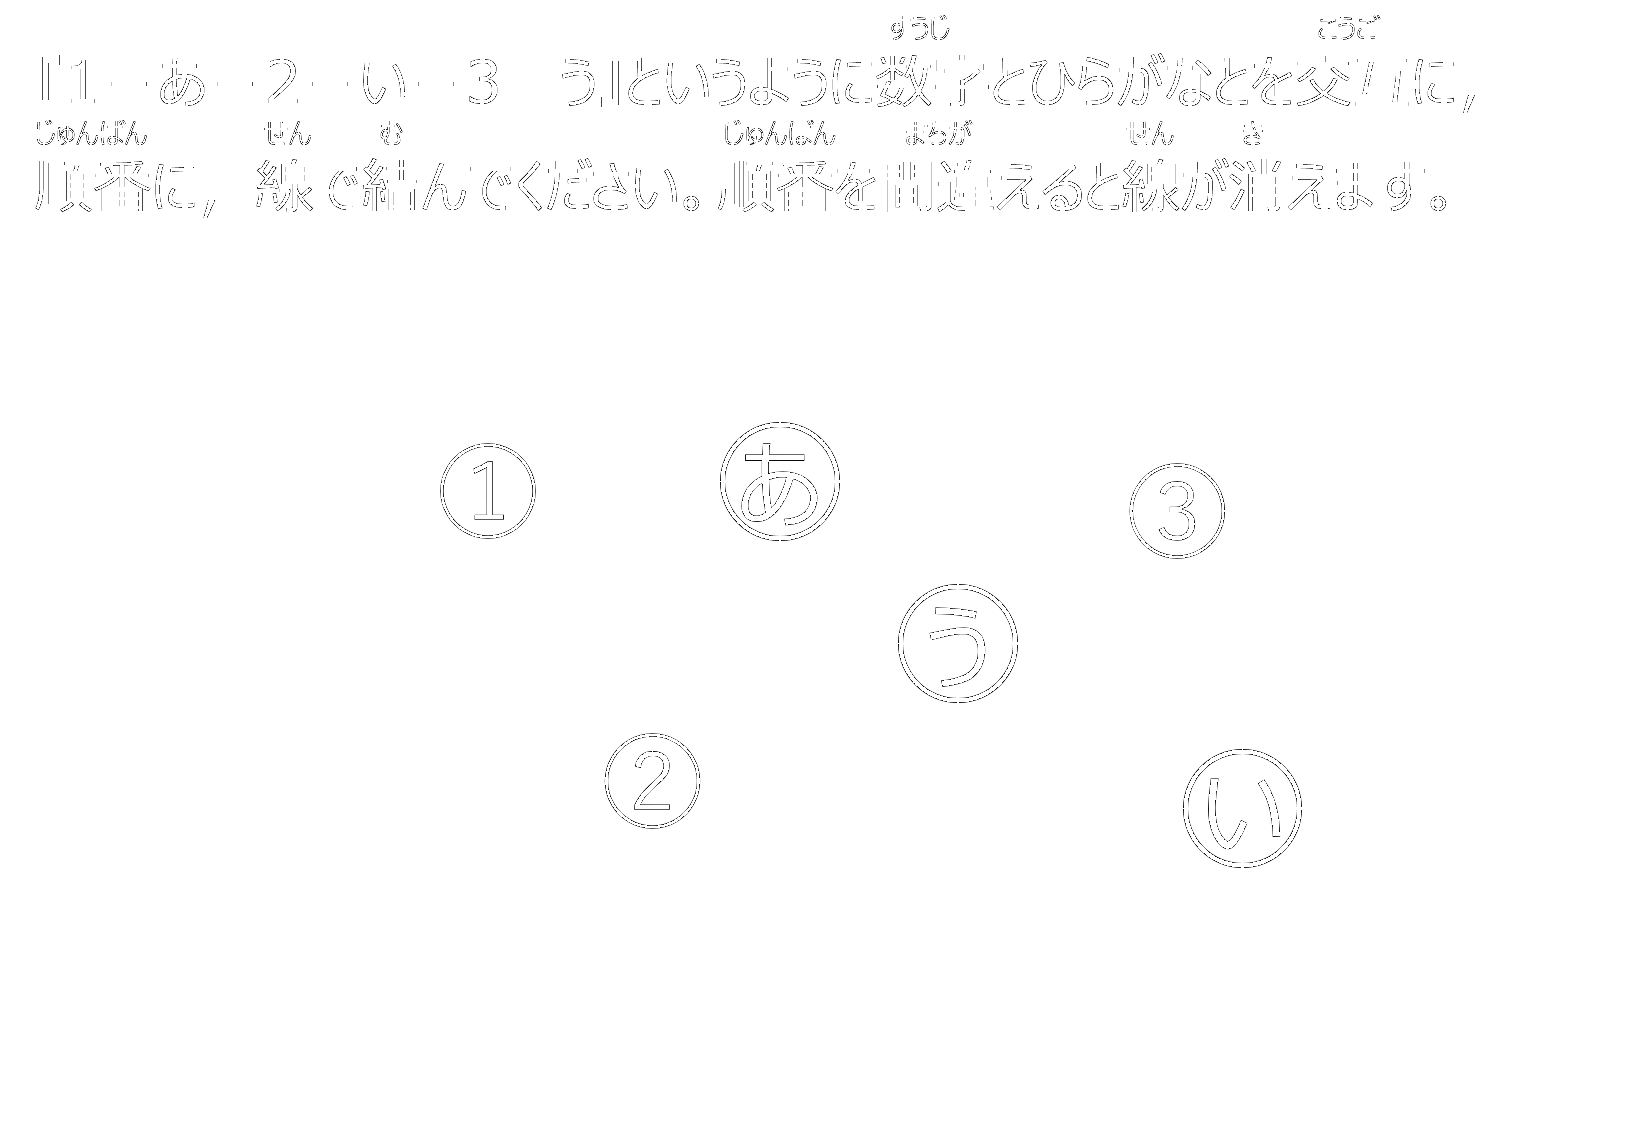 すうじ こうご
「1－あ－2－い－3－う」というように数字とひらがなとを交互に，
じゅんばん せん むす じゅんばん まちが せん き
順番に，線で結んでください。順番を間違えると線が消えます。
1 あ 3
う
2 い